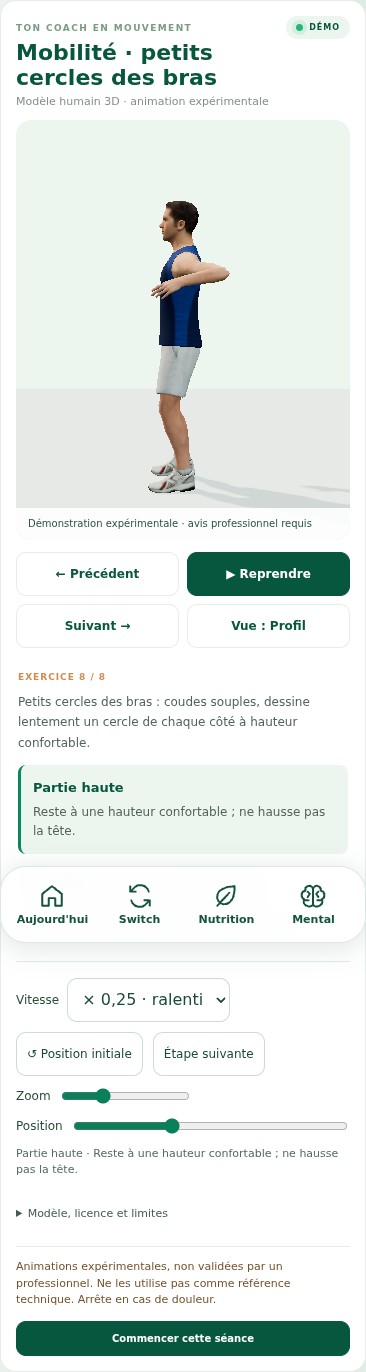 TON COACH EN MOUVEMENT
DÉMO
Mobilité · petits
cercles des bras
Modèle humain 3D · animation expérimentale
Démonstration expérimentale · avis professionnel requis
← Précédent
▶ Reprendre
Suivant →
Vue : Profil
EXERCICE 8 / 8
Petits cercles des bras : coudes souples, dessine
lentement un cercle de chaque côté à hauteur
confortable.
Partie haute
Reste à une hauteur confortable ; ne hausse pas
la tête.
Aujourd'hui
Switch
Nutrition
Mental
Vitesse
× 0,25 · ralenti
↺ Position initiale
Étape suivante
Zoom
Position
Partie haute · Reste à une hauteur confortable ; ne hausse
pas la tête.
▶ Modèle, licence et limites
Animations expérimentales, non validées par un
professionnel. Ne les utilise pas comme référence
technique. Arrête en cas de douleur.
Commencer cette séance